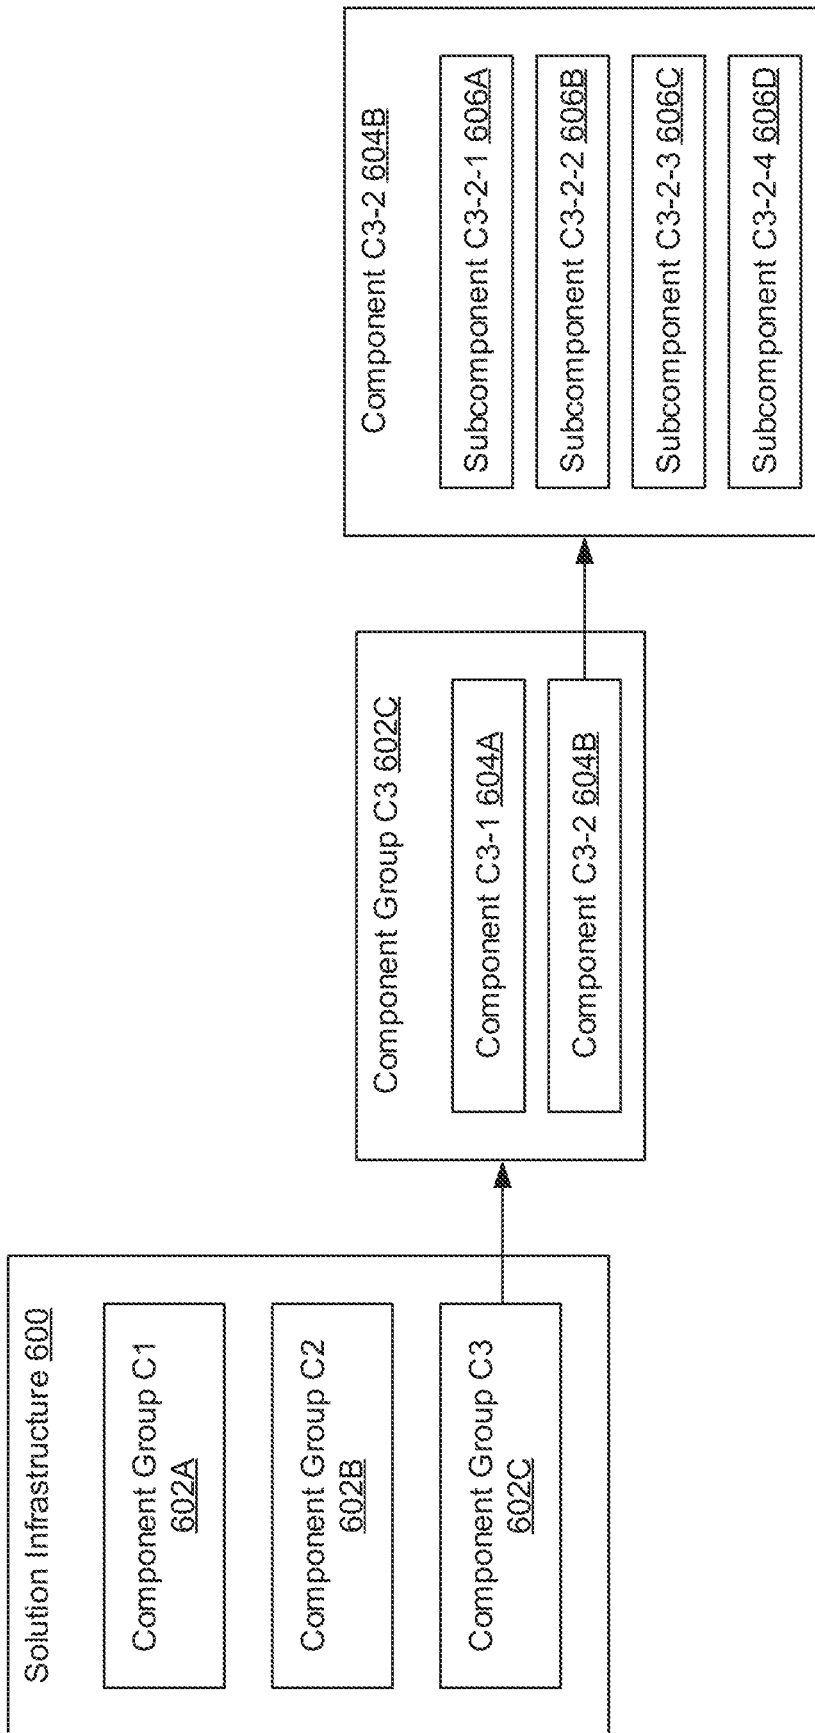 Solution Infrastructure 600
Component Group C1
602A
Component Group C2
602B
Component Group C3
602C
Component Group C3 602C
Component C3-1 604A
Component C3-2 604B
Component C3-2 604B
Subcomponent C3-2-1 606A
Subcomponent C3-2-2 606B
Subcomponent C3-2-3 606C
Subcomponent C3-2-4 606D